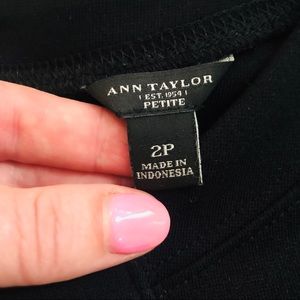 ANN TAYLOR
EST. 1954
PETITE
2P
MADE IN
INDONESIA